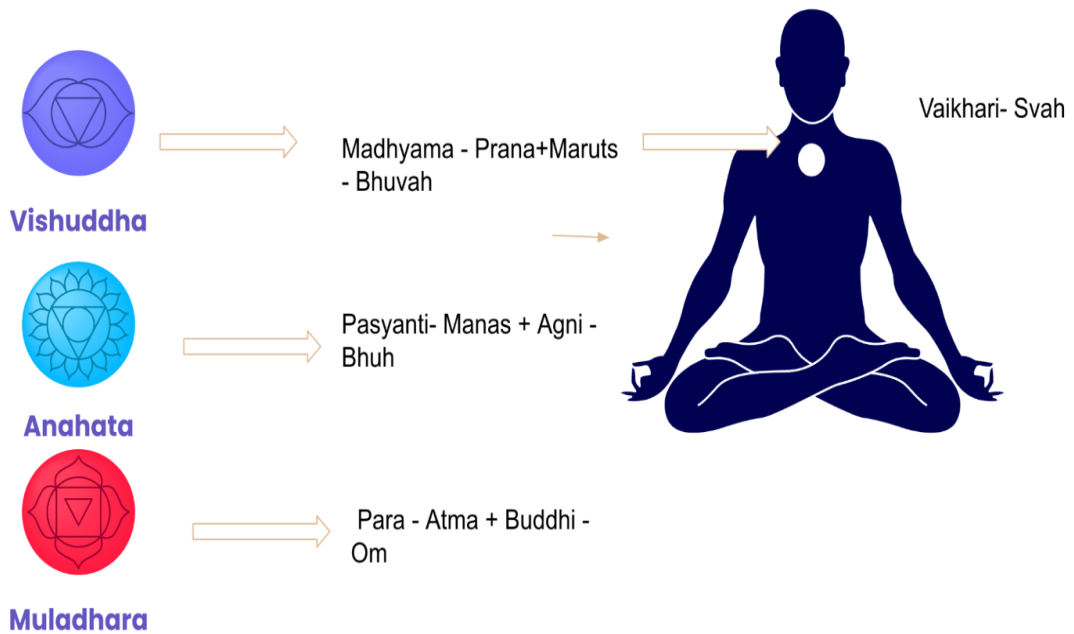 Vaikhari- Svah
Madhyama - Prana+Maruts
- Bhuvah
Vishuddha
Pasyanti- Manas + Agni -
Bhuh
Anahata
Para - Atma + Buddhi -
Om
Muladhara